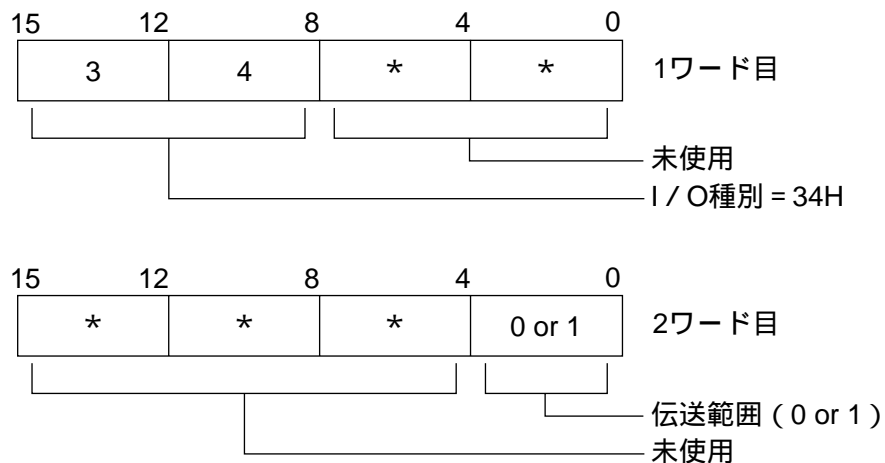 15 12 8 4 0
3 4 * * 1ワード目
未使用
I／O種別 = 34H
15 12 8 4 0
* * * 0 or 1 2ワード目
伝送範囲（0 or 1）
未使用